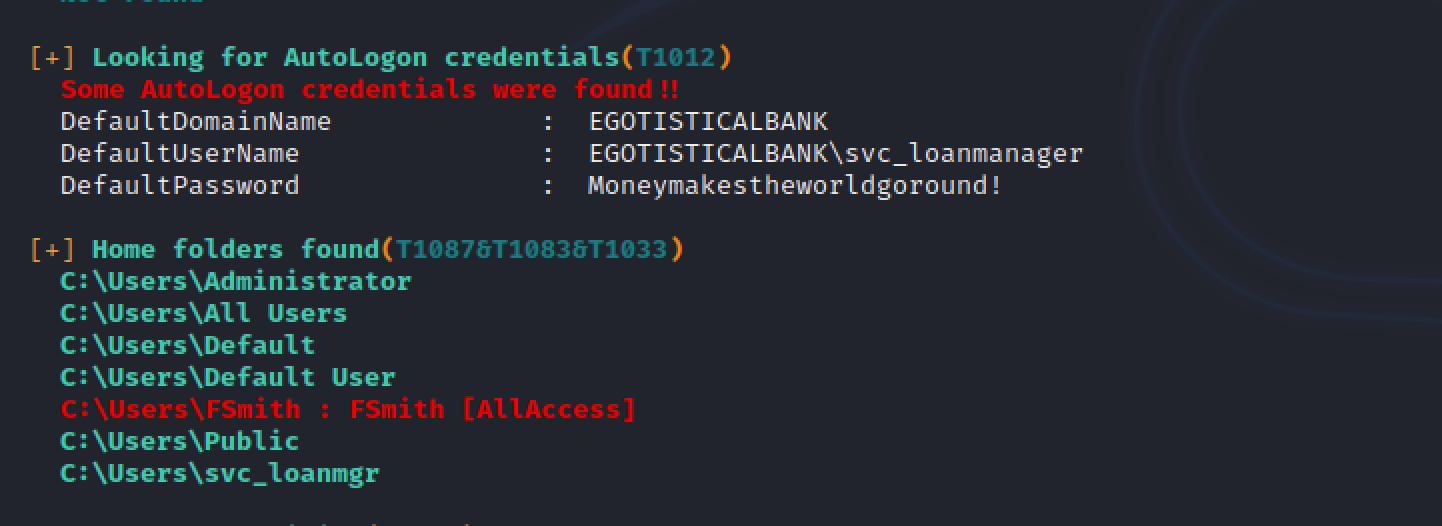 [+] Looking for AutoLogon credentials(T1012)
Some AutoLogon credentials were found!!
DefaultDomainName : EGOTISTICALBANK
DefaultUserName : EGOTISTICALBANK\svc_loanmanager
DefaultPassword : Moneymakestheworldgoround!
[+] Home folders found(T1087&T1083&T1033)
C:\Users\Administrator
C:\Users\All Users
C:\Users\Default
C:\Users\Default User
C:\Users\FSmith : FSmith [AllAccess]
C:\Users\Public
C:\Users\svc_loanmgr